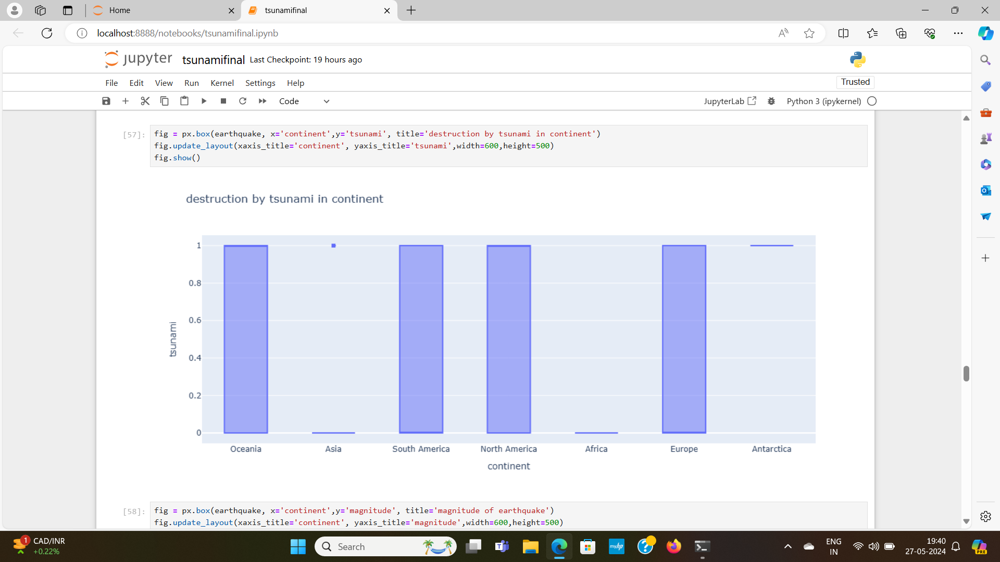 Home
tsunamifinal
localhost:8888/notebooks/tsunamifinal.ipynb
jupyter tsunamifinal Last Checkpoint: 19 hours ago
File Edit View Run Kernel Settings Help
Trusted
Code
JupyterLab
Python 3 (ipykernel)
[57]:
fig = px.box(earthquake, x='continent',y='tsunami', title='destruction by tsunami in continent')
fig.update_layout(xaxis_title='continent', yaxis_title='tsunami',width=600,height=500)
fig.show()
destruction by tsunami in continent
1
0.8
0.6
0.4
0.2
0
tsunami
Oceania Asia South America North America Africa Europe Antarctica
continent
[58]:
fig = px.box(earthquake, x='continent',y='magnitude', title='magnitude of earthquake')
fig.update_layout(xaxis_title='continent', yaxis_title='magnitude',width=600,height=500)
1
CAD/INR
+0.22%
Search
myhp
ENG
IN
19:40
27-05-2024
PRE